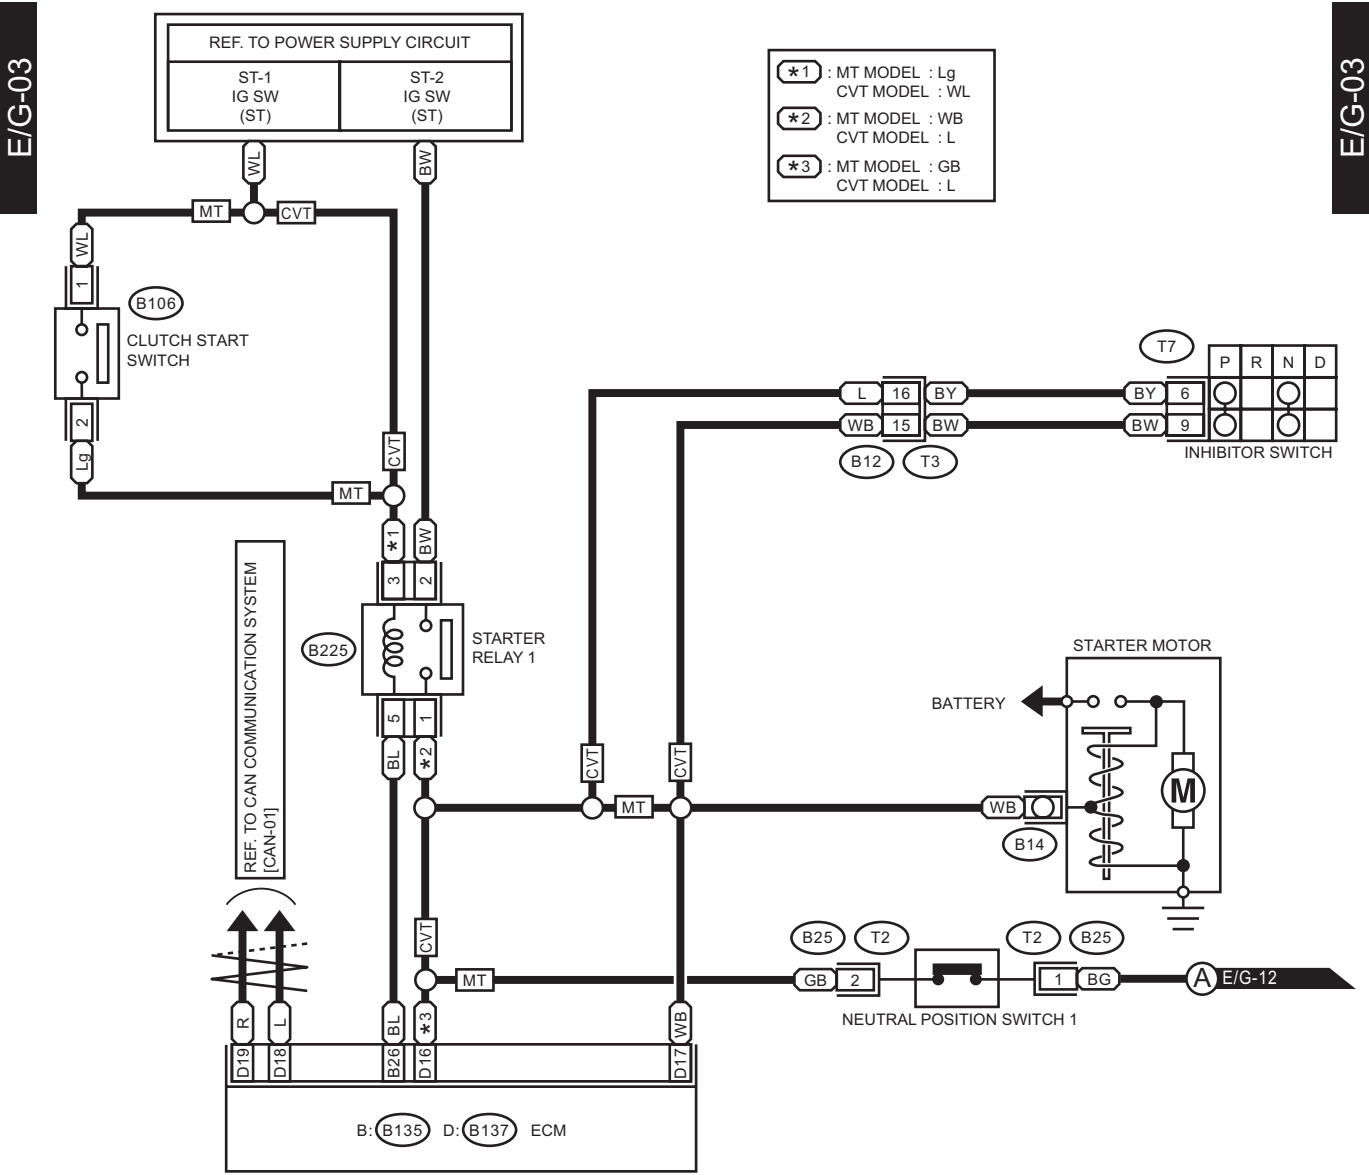 E/G-03
E/G-03
REF. TO POWER SUPPLY CIRCUIT
ST-1
IG SW
(ST)
ST-2
IG SW
(ST)
*1 : MT MODEL : Lg
CVT MODEL : WL
*2 : MT MODEL : WB
CVT MODEL : L
*3 : MT MODEL : GB
CVT MODEL : L
WL
BW
MT
CVT
WL
1
B106
CLUTCH START
SWITCH
2
Lg
MT
CVT
*1
BW
3
2
B225
STARTER
RELAY 1
5
1
BL
*2
T7
P R N D
L 16 BY
BY 6
WB 15 BW
BW 9
B12
T3
INHIBITOR SWITCH
REF. TO CAN COMMUNICATION SYSTEM
[CAN-01]
STARTER MOTOR
BATTERY
M
CVT
CVT
MT
WB
B14
CVT
MT
B25
T2
T2
B25
GB 2
1 BG
A E/G-12
NEUTRAL POSITION SWITCH 1
R
L
BL
*3
WB
D19
D18
B26
D16
D17
B: B135 D: B137 ECM